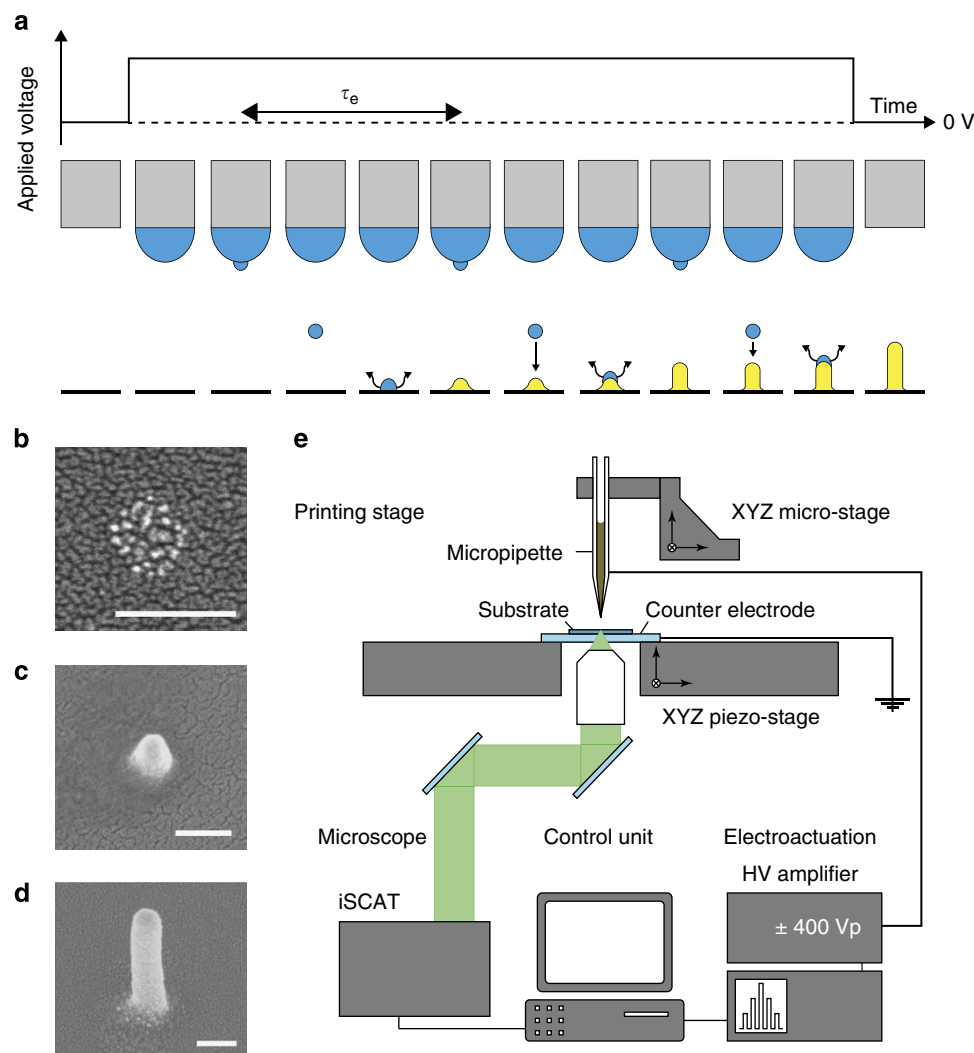 a
Applied voltage
τe
Time
0 V
b
c
d
e
Printing stage
XYZ micro-stage
Micropipette
Substrate
Counter electrode
XYZ piezo-stage
Microscope
Control unit
Electroactuation
HV amplifier
iSCAT
± 400 Vp